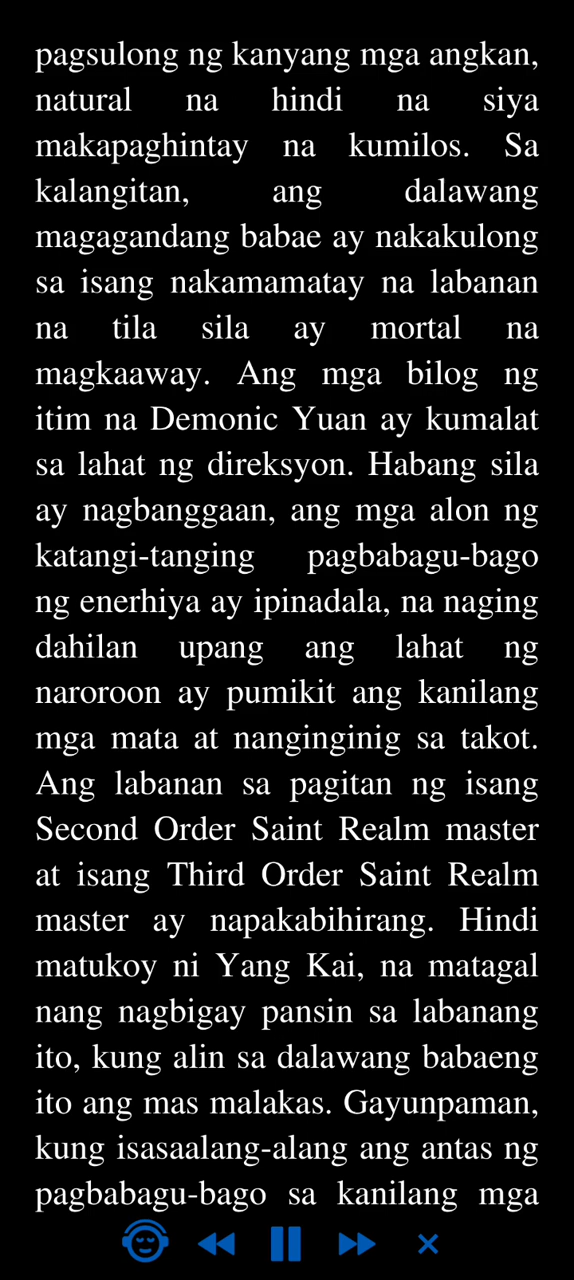 pagsulong ng kanyang mga angkan,
natural na hindi na siya
makapaghintay na kumilos. Sa
kalangitan, ang dalawang
magagandang babae ay nakakulong
sa isang nakamamatay na labanan
na tila sila ay mortal na
magkaaway. Ang mga bilog ng
itim na Demonic Yuan ay kumalat
sa lahat ng direksyon. Habang sila
ay nagbanggaan, ang mga alon ng
katangi-tanging pagbabagu-bago
ng enerhiya ay ipinadala, na naging
dahilan upang ang lahat ng
naroroon ay pumikit ang kanilang
mga mata at nanginginig sa takot.
Ang labanan sa pagitan ng isang
Second Order Saint Realm master
at isang Third Order Saint Realm
master ay napakabihirang. Hindi
matukoy ni Yang Kai, na matagal
nang nagbigay pansin sa labanang
ito, kung alin sa dalawang babaeng
ito ang mas malakas. Gayunpaman,
kung isasaalang-alang ang antas ng
pagbabagu-bago sa kanilang mga